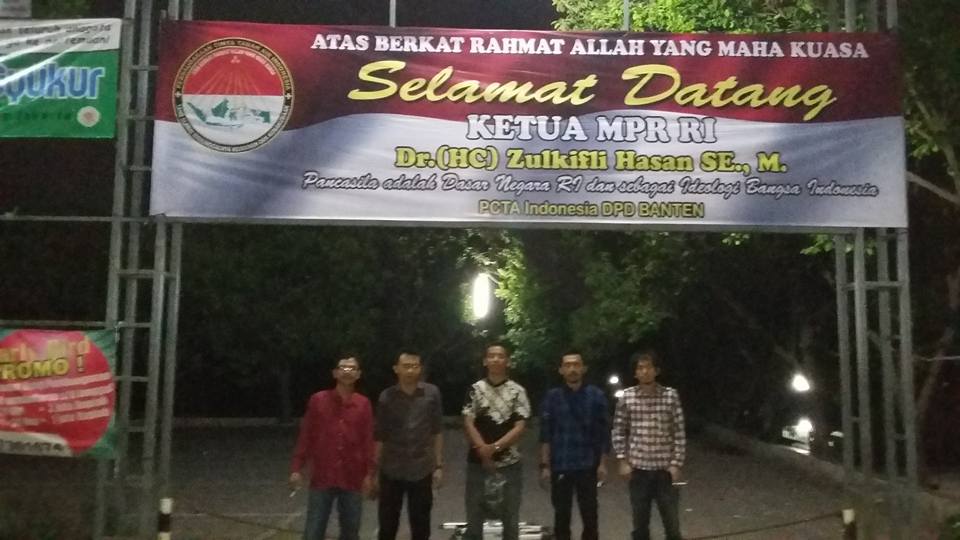 ATAS BERKAT RAHMAT ALLAH YANG MAHA KUASA
Selamat Datang
KETUA MPR RI
Dr.(HC) Zulkifli Hasan SE., M.
Pancasila adalah Dasar Negara RI dan sebagai Ideologi Bangsa Indonesia
PCTA Indonesia DPD BANTEN
Syukur
ROMO !